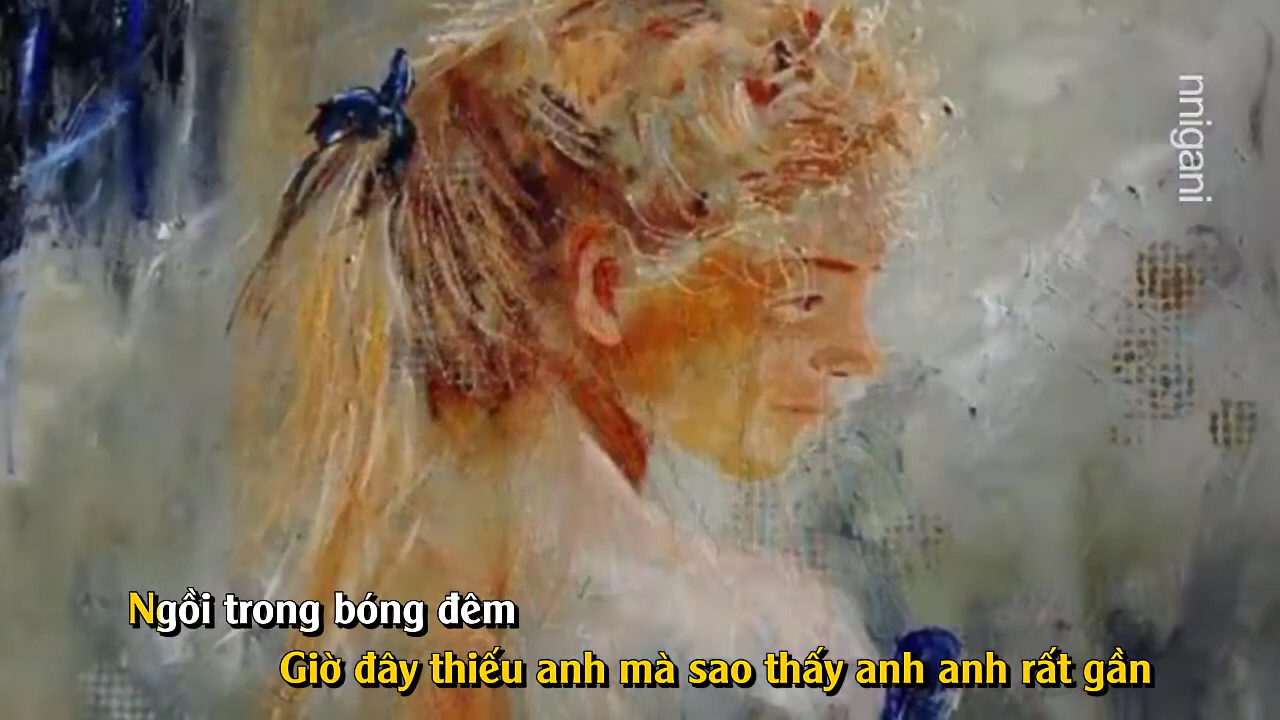 nnigani
Ngồi trong bóng đêm
Giờ đây thiếu anh mà sao thấy anh anh rất gần